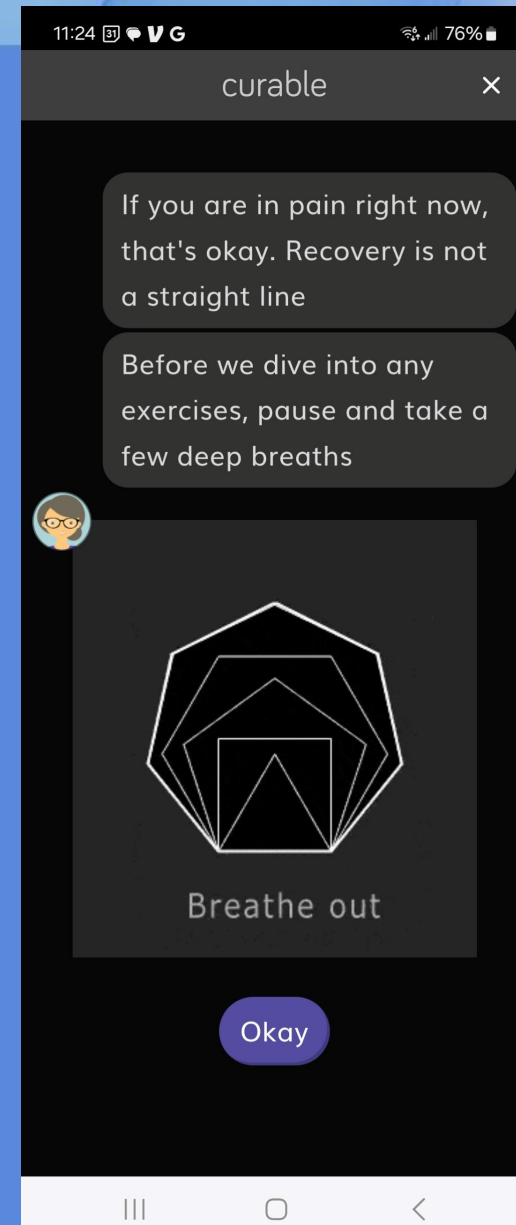 11:24 31 V G 76%
curable ×
If you are in pain right now,
that's okay. Recovery is not
a straight line
Before we dive into any
exercises, pause and take a
few deep breaths
Breathe out
Okay